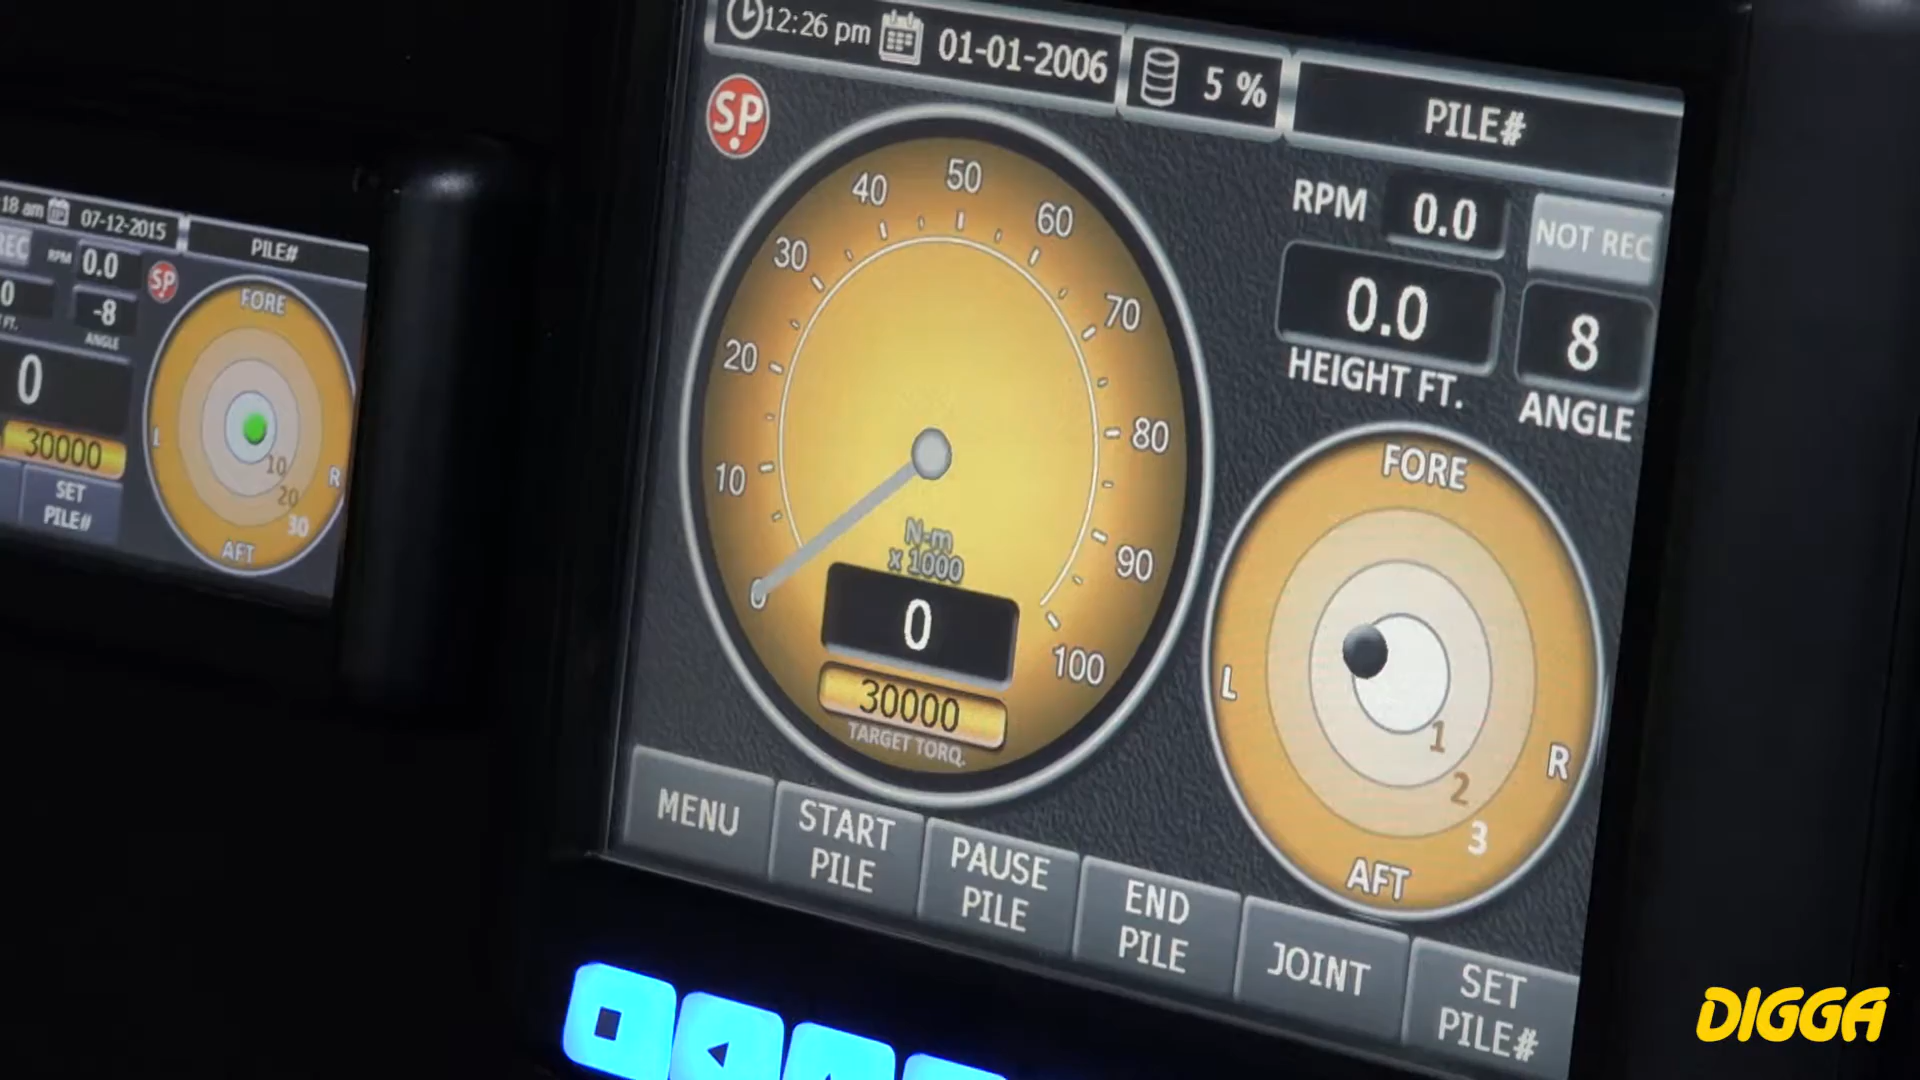 18 am
07-12-2015
PILE#
REC
RPM
0.0
SP
0
-8
FT.
ANGLE
0
30000
SET
PILE#
FORE
L
R
10
20
30
AFT
12:26 pm
01-01-2006
5 %
PILE#
SP
0
10
20
30
40
50
60
70
80
90
100
N-m
x 1000
0
30000
TARGET TORQ.
RPM
0.0
NOT REC
0.0
HEIGHT FT.
8
ANGLE
FORE
L
R
1
2
3
AFT
MENU
START
PILE
PAUSE
PILE
END
PILE
JOINT
SET
PILE#
DIGGA